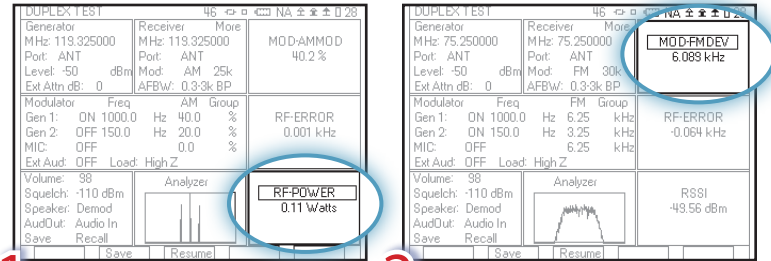 DUPLEX TEST 46 NA 28
Generator
MHz: 119.325000
Port: ANT
Level: -50 dBm
Ext Attn dB: 0
Receiver More
MHz: 119.325000
Port: ANT
Mod: AM 25k
AFBW: 0.3-3k BP
MOD-AMMOD
40.2 %
Modulator Freq AM Group
Gen 1: ON 1000.0 Hz 40.0 %
Gen 2: OFF 150.0 Hz 20.0 %
MIC: OFF 0.0 %
Ext Aud: OFF Load: High Z
RF-ERROR
0.001 kHz
Volume: 98
Squelch: -110 dBm
Speaker: Demod
AudOut: Audio In
Save Recall
Analyzer
RF-POWER
0.11 Watts
Save Resume
1
DUPLEX TEST 46 NA 28
Generator
MHz: 75.250000
Port: ANT
Level: -50 dBm
Ext Attn dB: 0
Receiver More
MHz: 75.250000
Port: ANT
Mod: FM 30k
AFBW: 0.3-3k BP
MOD-FMDEV
6.089 kHz
Modulator Freq FM Group
Gen 1: ON 1000.0 Hz 6.25 kHz
Gen 2: ON 150.0 Hz 3.25 kHz
MIC: OFF 6.25 kHz
Ext Aud: OFF Load: High Z
RF-ERROR
-0.064 kHz
Volume: 98
Squelch: -110 dBm
Speaker: Demod
AudOut: Audio In
Save Recall
Analyzer
RSSI
-49.56 dBm
Save Resume